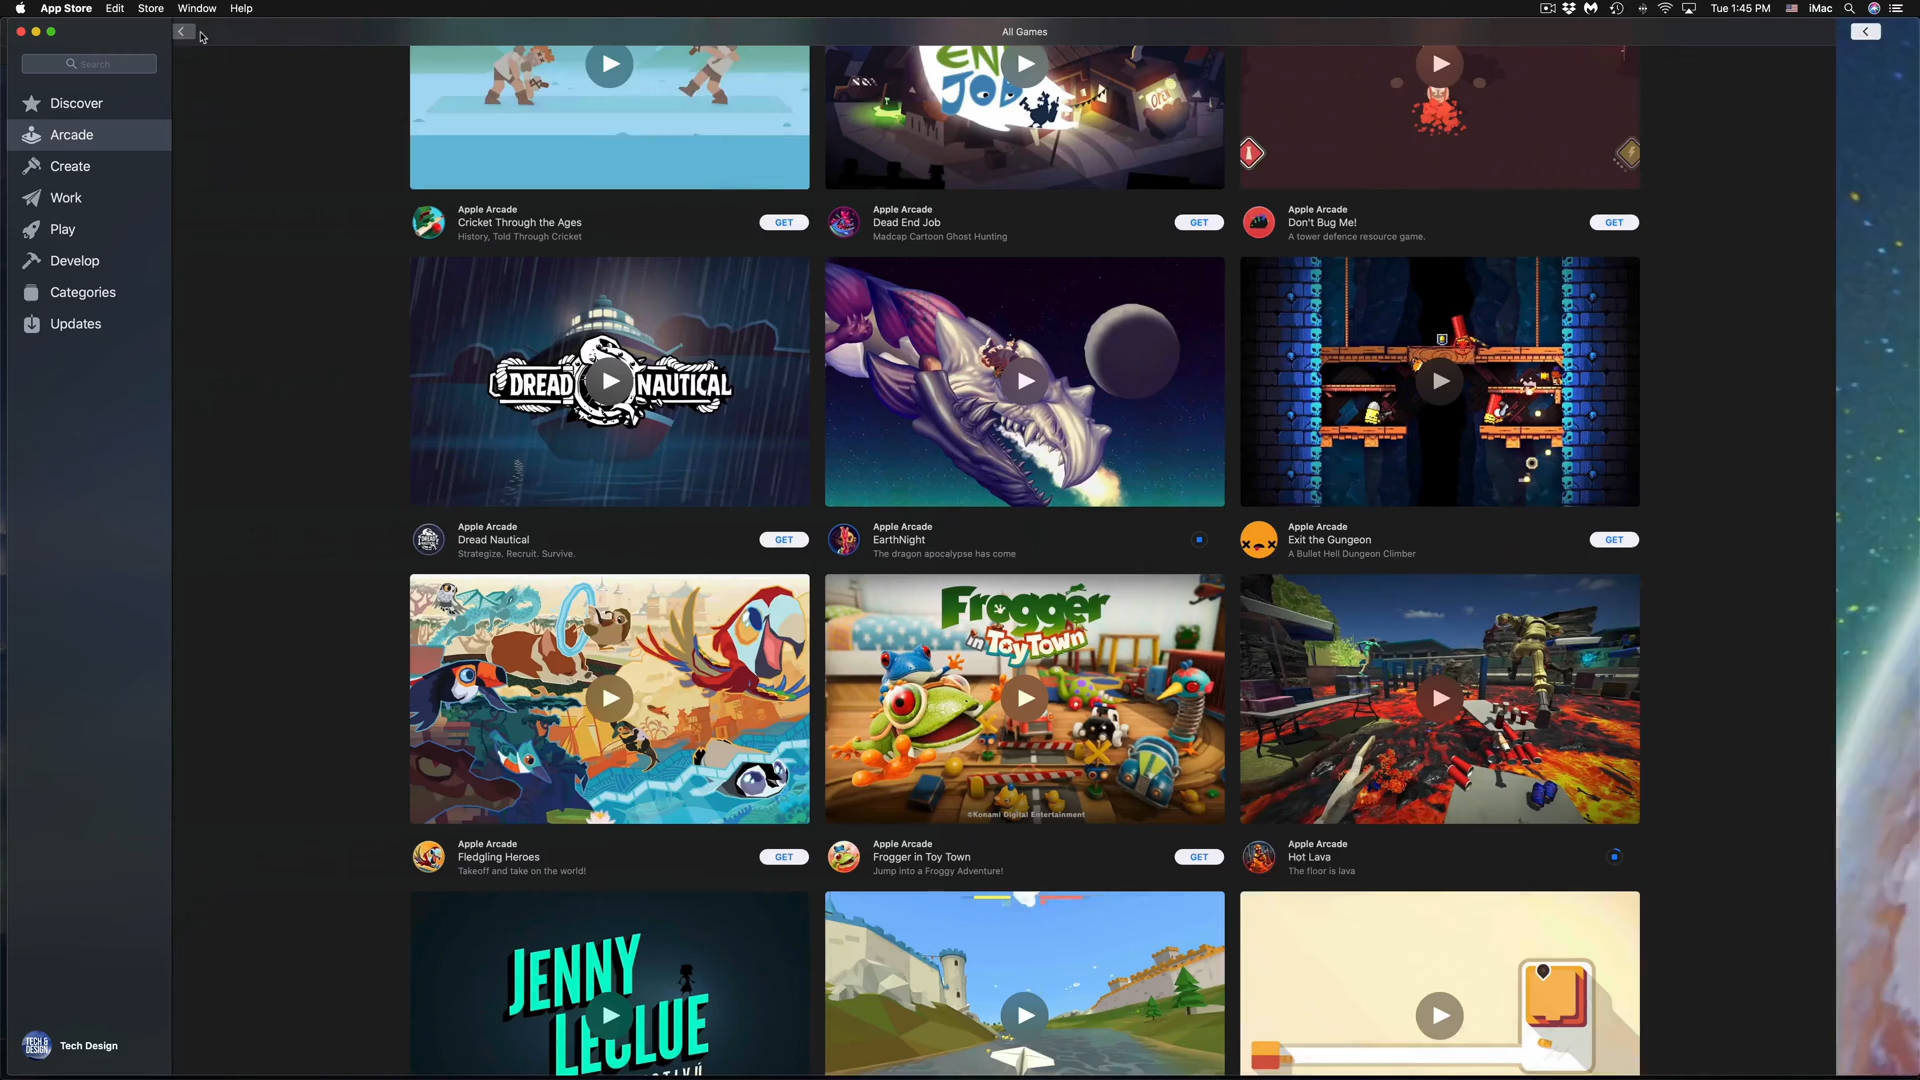 App Store Edit Store Window Help
Tue 1:45 PM iMac
All Games
Search
Discover
Arcade
Create
Work
Play
Develop
Categories
Updates
Tech Design
TECH &
DESIGN
END
JOB
OPEN
Apple Arcade
Cricket Through the Ages
History, Told Through Cricket
GET
Apple Arcade
Dead End Job
Madcap Cartoon Ghost Hunting
GET
Apple Arcade
Don't Bug Me!
A tower defence resource game.
GET
DREAD NAUTICAL
Apple Arcade
Dread Nautical
Strategize. Recruit. Survive.
GET
Apple Arcade
EarthNight
The dragon apocalypse has come
Apple Arcade
Exit the Gungeon
A Bullet Hell Dungeon Climber
GET
Frogger
in ToyTown
©Konami Digital Entertainment
Apple Arcade
Fledgling Heroes
Takeoff and take on the world!
GET
Apple Arcade
Frogger in Toy Town
Jump into a Froggy Adventure!
GET
Apple Arcade
Hot Lava
The floor is lava
JENNY
LECLUE